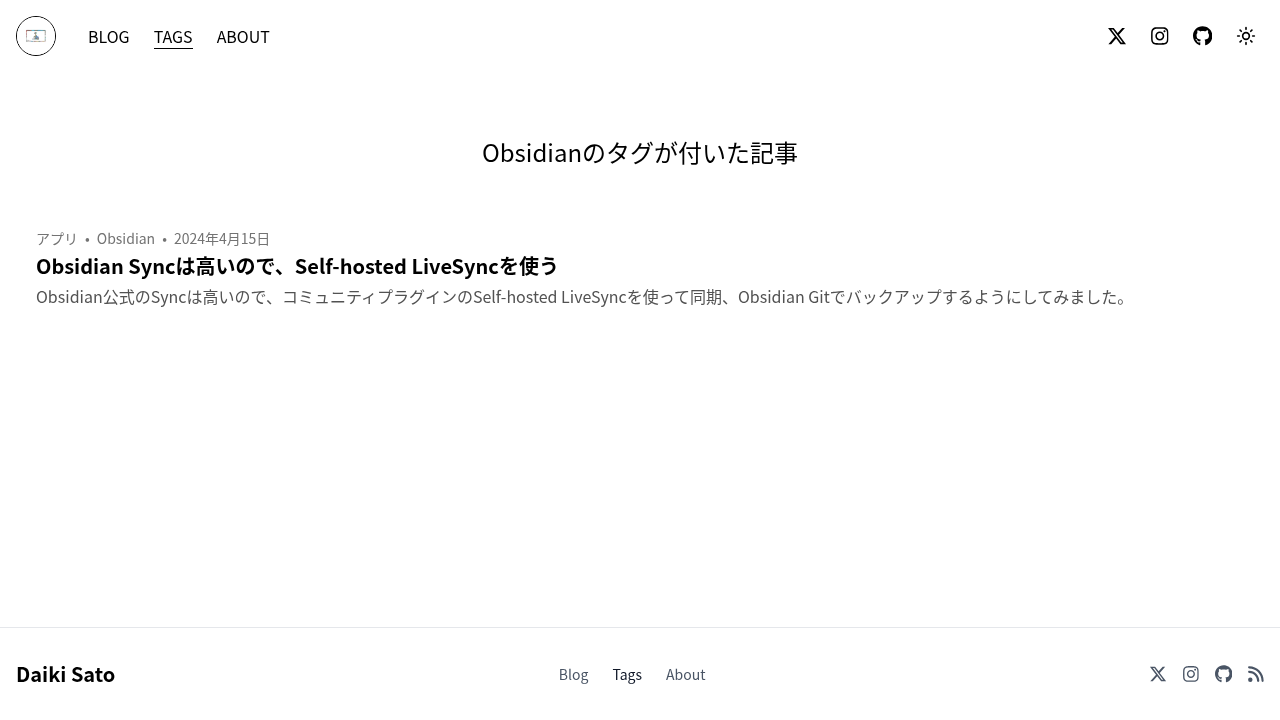 BLOG TAGS ABOUT
Obsidianのタグが付いた記事
アプリ • Obsidian • 2024年4月15日
Obsidian Syncは高いので、Self-hosted LiveSyncを使う
Obsidian公式のSyncは高いので、コミュニティプラグインのSelf-hosted LiveSyncを使って同期、Obsidian Gitでバックアップするようにしてみました。
Daiki Sato
Blog Tags About